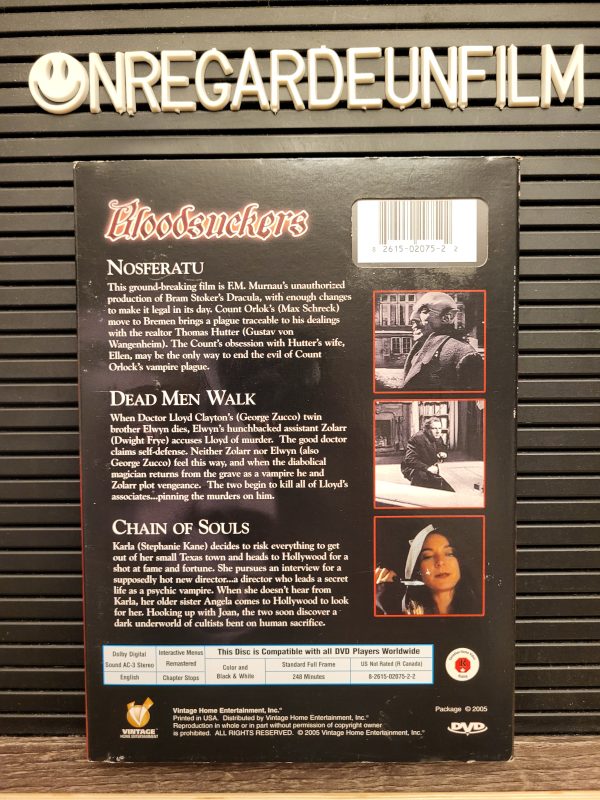 ONREGARDEUNFILM
Bloodsuckers
8 2615-02075-2 2
NOSFERATU
This ground-breaking film is F.M. Murnau's unauthorized
production of Bram Stoker's Dracula, with enough changes
to make it legal in its day. Count Orlok's (Max Schreck)
move to Bremen brings a plague traceable to his dealings
with the realtor Thomas Hutter (Gustav von
Wangenheim). The Count's obsession with Hutter's wife,
Ellen, may be the only way to end the evil of Count
Orlock's vampire plague.
DEAD MEN WALK
When Doctor Lloyd Clayton's (George Zucco) twin
brother Elwyn dies, Elwyn's hunchbacked assistant Zolarr
(Dwight Frye) accuses Lloyd of murder. The good doctor
claims self-defense. Neither Zolarr nor Elwyn (also
George Zucco) feel this way, and when the diabolical
magician returns from the grave as a vampire he and
Zolarr plot vengeance. The two begin to kill all of Lloyd's
associates...pinning the murders on him.
CHAIN OF SOULS
Karla (Stephanie Kane) decides to risk everything to get
out of her small Texas town and heads to Hollywood for a
shot at fame and fortune. She pursues an interview for a
supposedly hot new director...a director who leads a secret
life as a psychic vampire. When she doesn't hear from
Karla, her older sister Angela comes to Hollywood to look
for her. Hooking up with Joan, the two soon discover a
dark underworld of cultists bent on human sacrifice.
Dolby Digital
Sound AC-3 Stereo
English
Interactive Menus
Remastered
Chapter Stops
This Disc is Compatible with all DVD Players Worldwide
Color and
Black & White
Standard Full Frame
248 Minutes
US Not Rated (R Canada)
8-2615-02075-2-2
VINTAGE
HOME ENTERTAINMENT
Vintage Home Entertainment, Inc.®
Printed in USA. Distributed by Vintage Home Entertainment, Inc.®
Reproduction in whole or in part without permission of copyright owner
is prohibited. ALL RIGHTS RESERVED. © 2005 Vintage Home Entertainment, Inc.®
Package © 2005
DVD